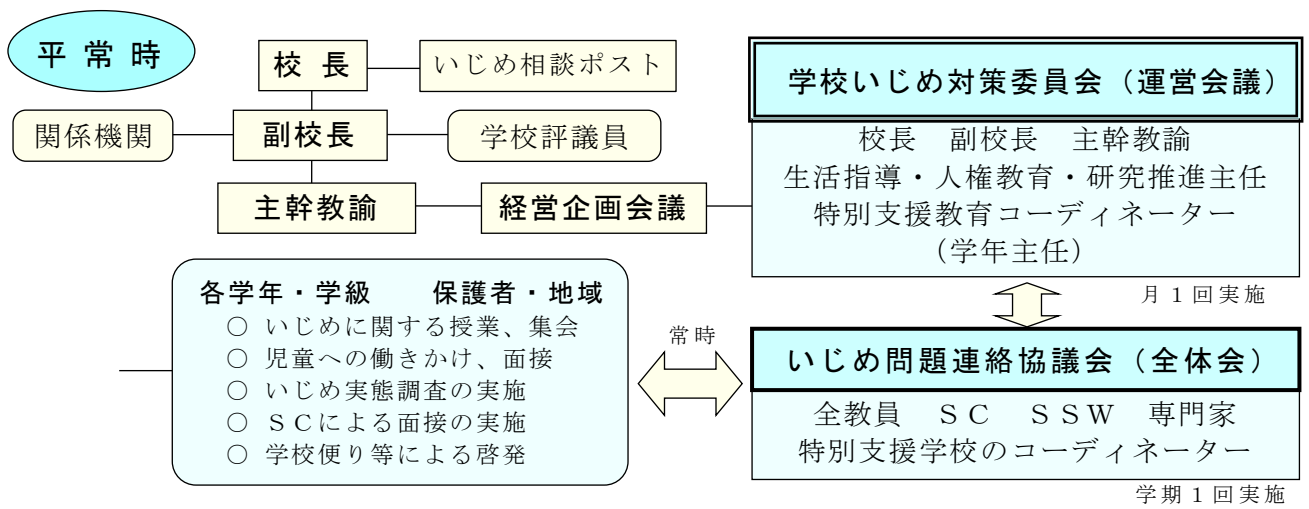 平常時
校長
いじめ相談ポスト
関係機関
副校長
学校評議員
主幹教諭
経営企画会議
学校いじめ対策委員会（運営会議）
校長　副校長　主幹教諭
生活指導・人権教育・研究推進主任
特別支援教育コーディネーター
（学年主任）
月１回実施
各学年・学級　　保護者・地域
○ いじめに関する授業、集会
○ 児童への働きかけ、面接
○ いじめ実態調査の実施
○ ＳＣによる面接の実施
○ 学校便り等による啓発
常時
いじめ問題連絡協議会（全体会）
全教員　ＳＣ　ＳＳＷ　専門家
特別支援学校のコーディネーター
学期１回実施